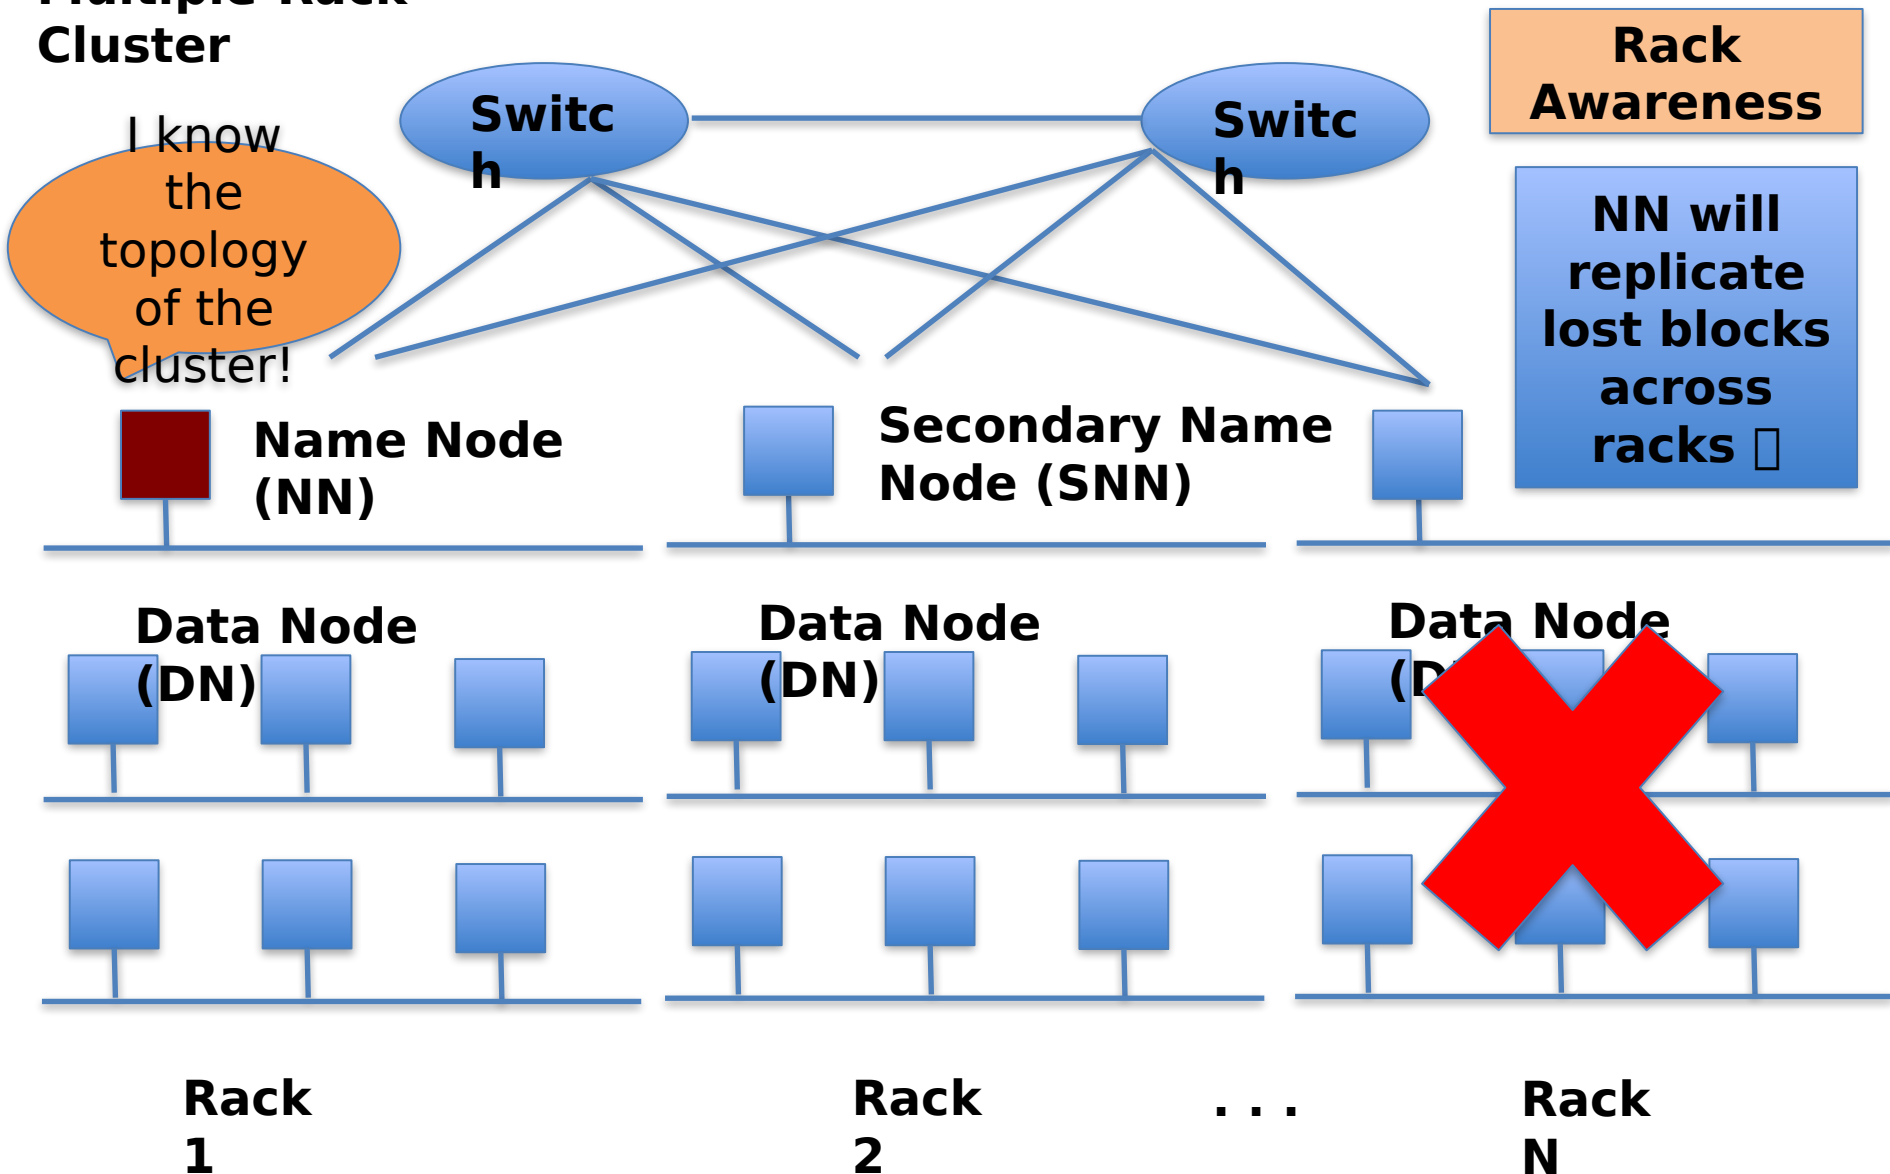 Multiple Rack
Cluster
Switc
h
Switc
h
Rack
Awareness
I know
the
topology
of the
cluster!
NN will
replicate
lost blocks
across
racks
Name Node
(NN)
Secondary Name
Node (SNN)
Data Node
(DN)
Data Node
(DN)
Data Node
(D
Rack
1
Rack
2
. . .
Rack
N